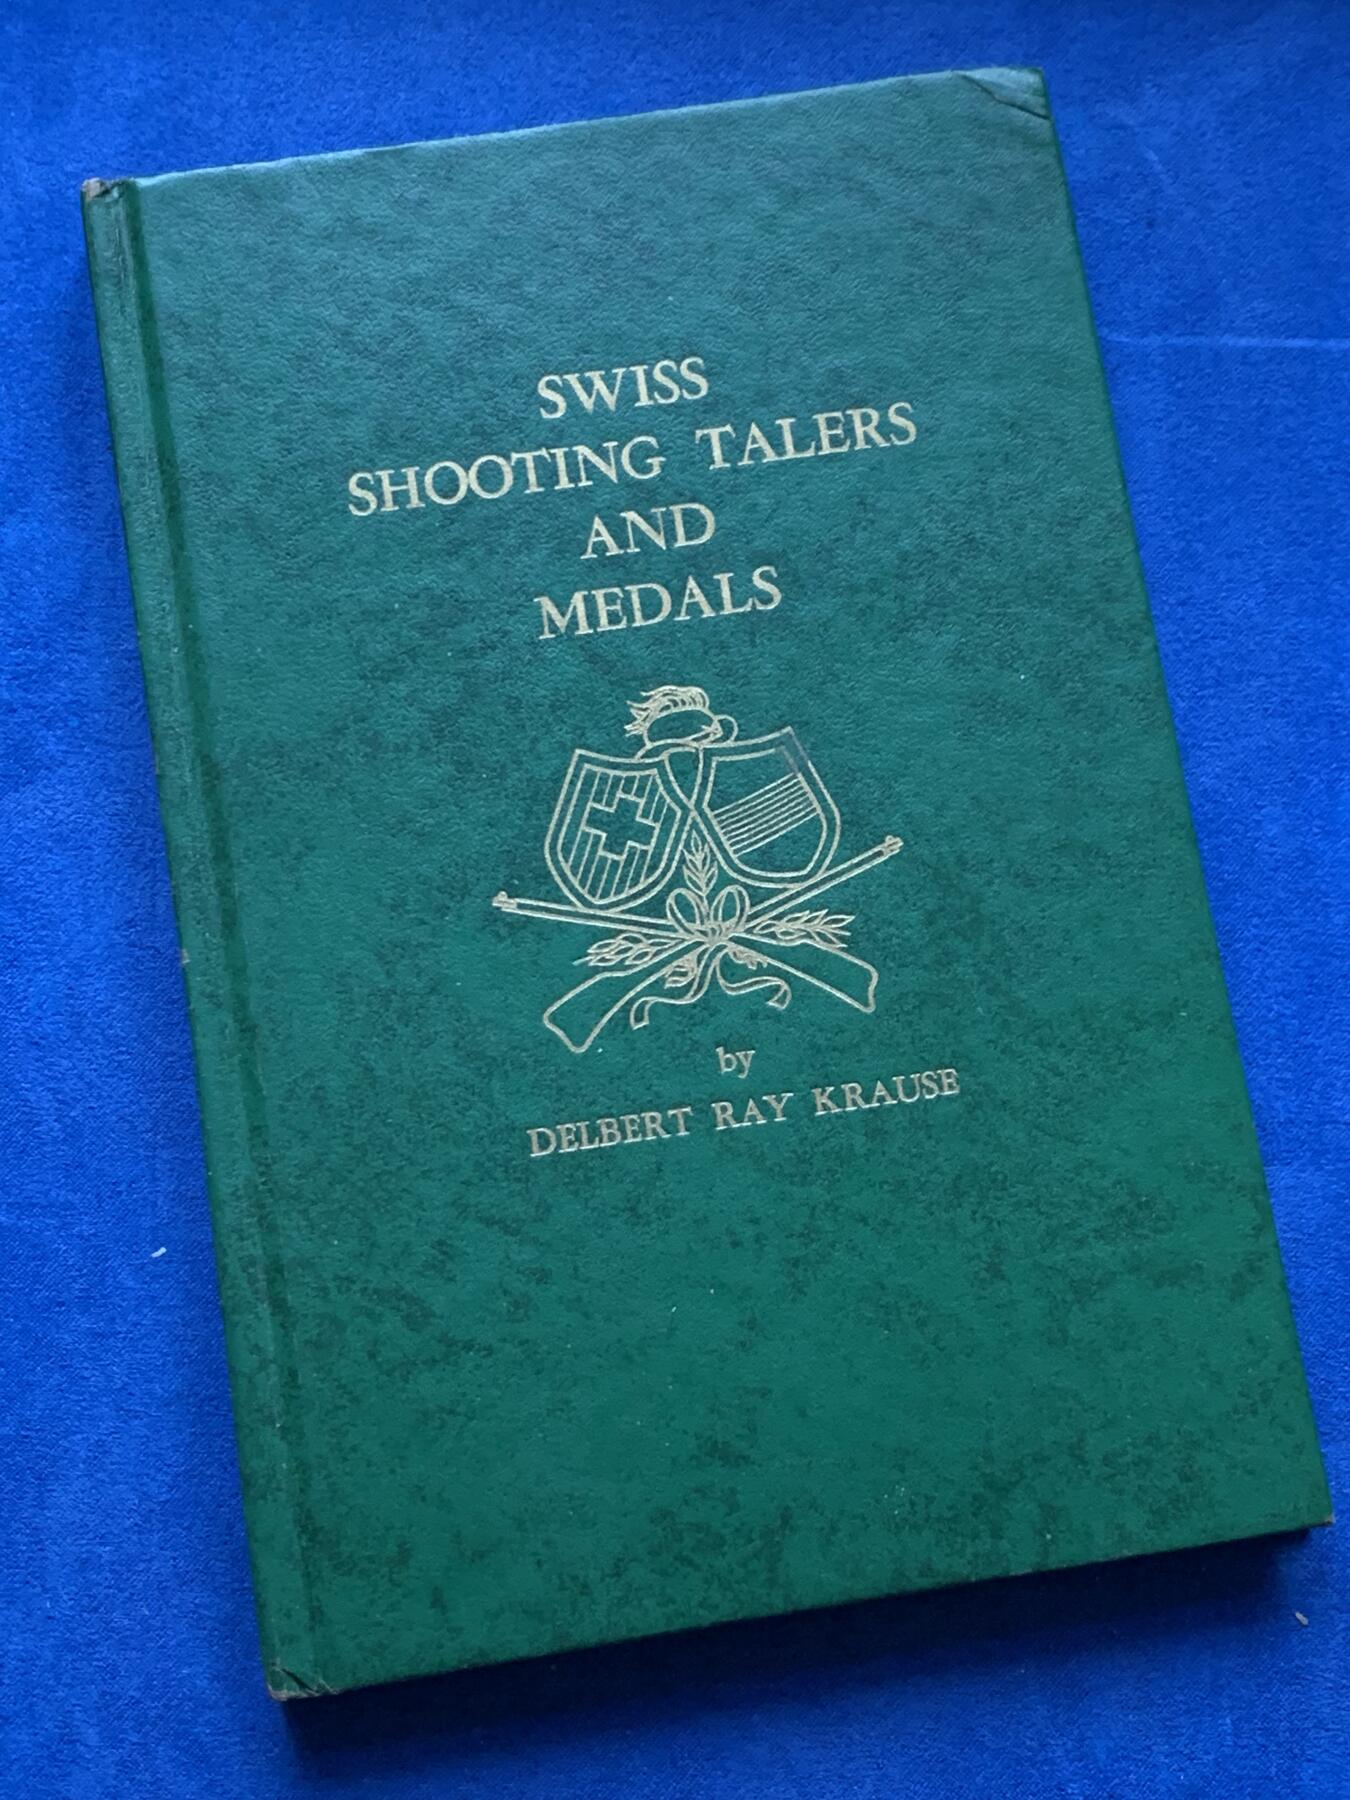 SWISS
SHOOTING TALERS
AND
MEDALS
by
DELBERT RAY KRAUSE